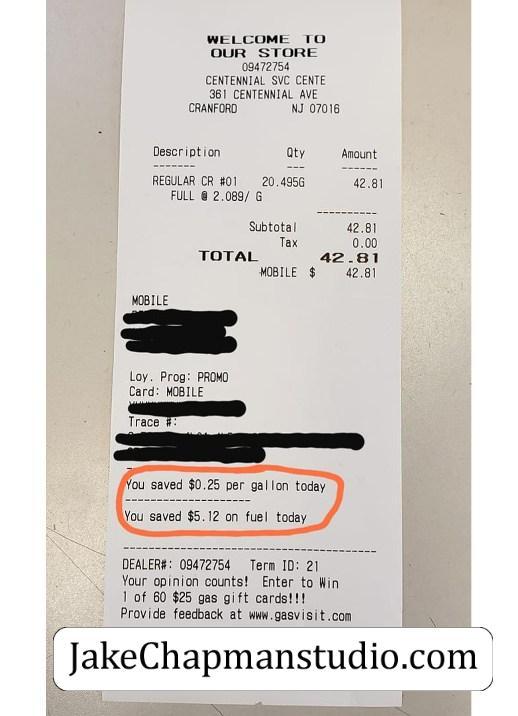 WELCOME TO
OUR STORE
09472754
CENTENNIAL SVC CENTE
361 CENTENNIAL AVE
CRANFORD NJ 07016
Description Qty Amount
REGULAR CR #01 20.495G 42.81
FULL @ 2.089/ G
Subtotal 42.81
Tax 0.00
TOTAL 42.81
MOBILE $ 42.81
MOBILE
Loy. Prog: PROMO
Card: MOBILE
Trace #:
You saved $0.25 per gallon today
You saved $5.12 on fuel today
DEALER#: 09472754 Term ID: 21
Your opinion counts! Enter to Win
1 of 60 $25 gas gift cards!!!
Provide feedback at www.gasvisit.com
JakeChapmanstudio.com